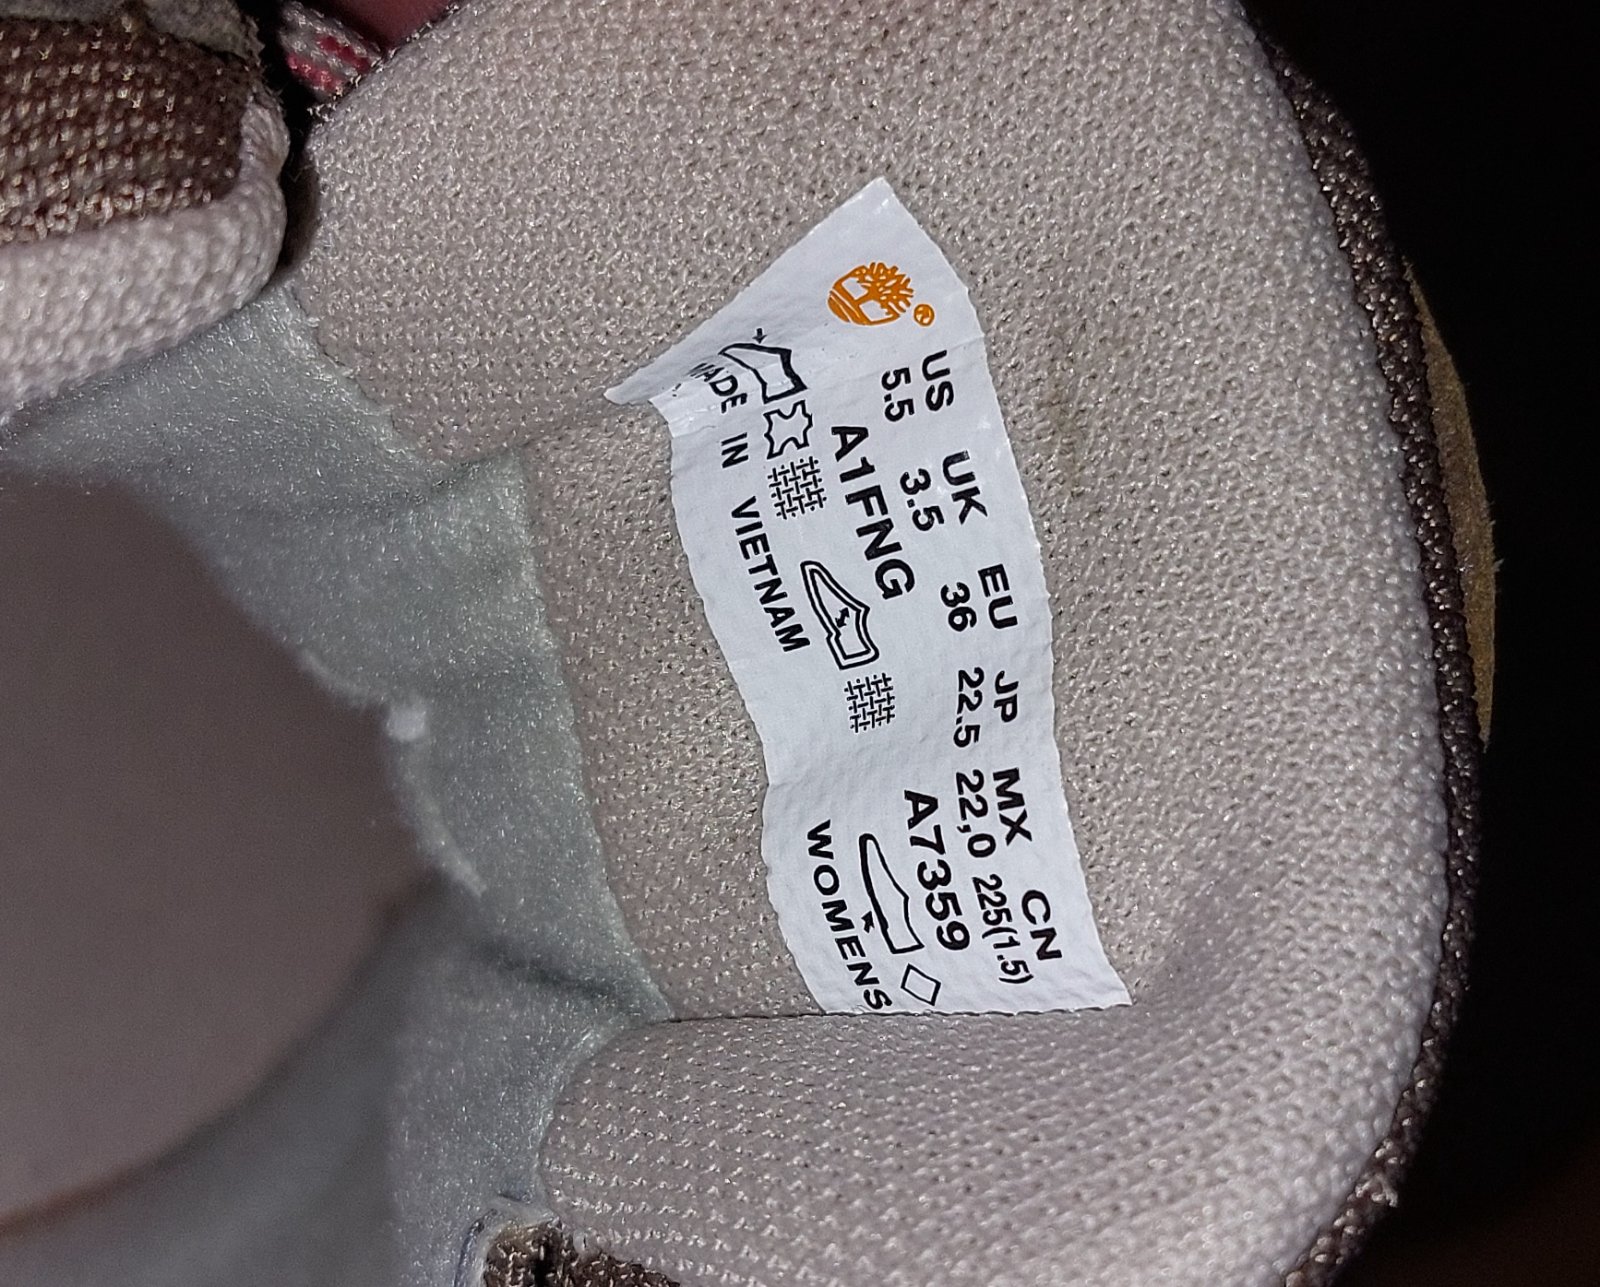 US UK EU JP MX CN
5.5 3.5 36 22.5 22,0 225(1.5)
A1FNG A7359
MADE IN VIETNAM WOMENS